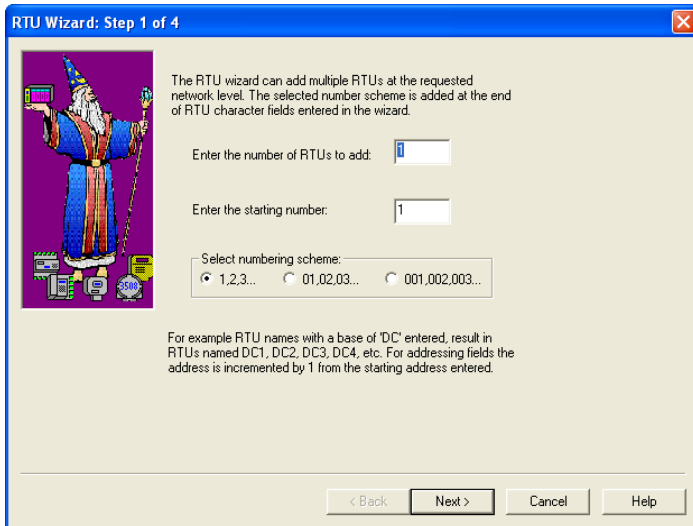 RTU Wizard: Step 1 of 4
The RTU wizard can add multiple RTUs at the requested
network level. The selected number scheme is added at the end
of RTU character fields entered in the wizard.
Enter the number of RTUs to add: 1
Enter the starting number: 1
Select numbering scheme:
1,2,3... 01,02,03... 001,002,003...
3508
For example RTU names with a base of 'DC' entered, result in
RTUs named DC1, DC2, DC3, DC4, etc. For addressing fields the
address is incremented by 1 from the starting address entered.
< Back Next > Cancel Help